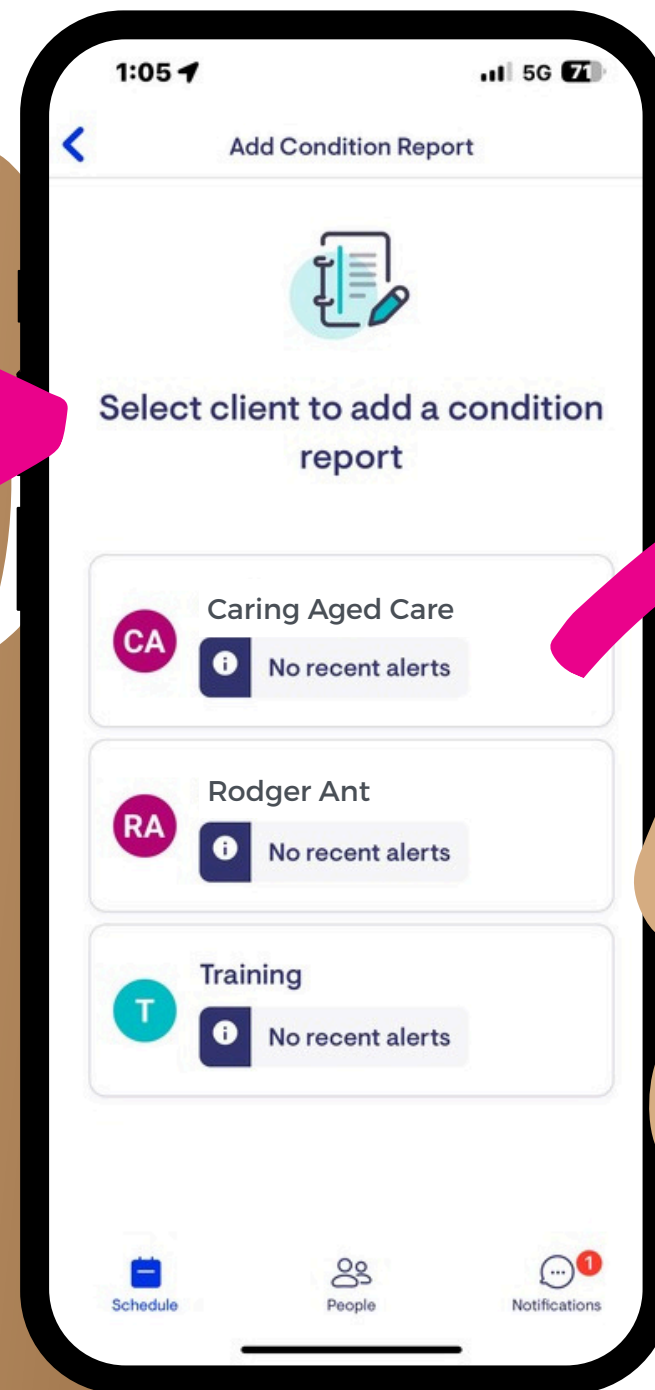 1:05 5G 71
Add Condition Report
Select client to add a condition
report
Caring Aged Care
CA
No recent alerts
Rodger Ant
RA
No recent alerts
Training
T
No recent alerts
1
Schedule People Notifications